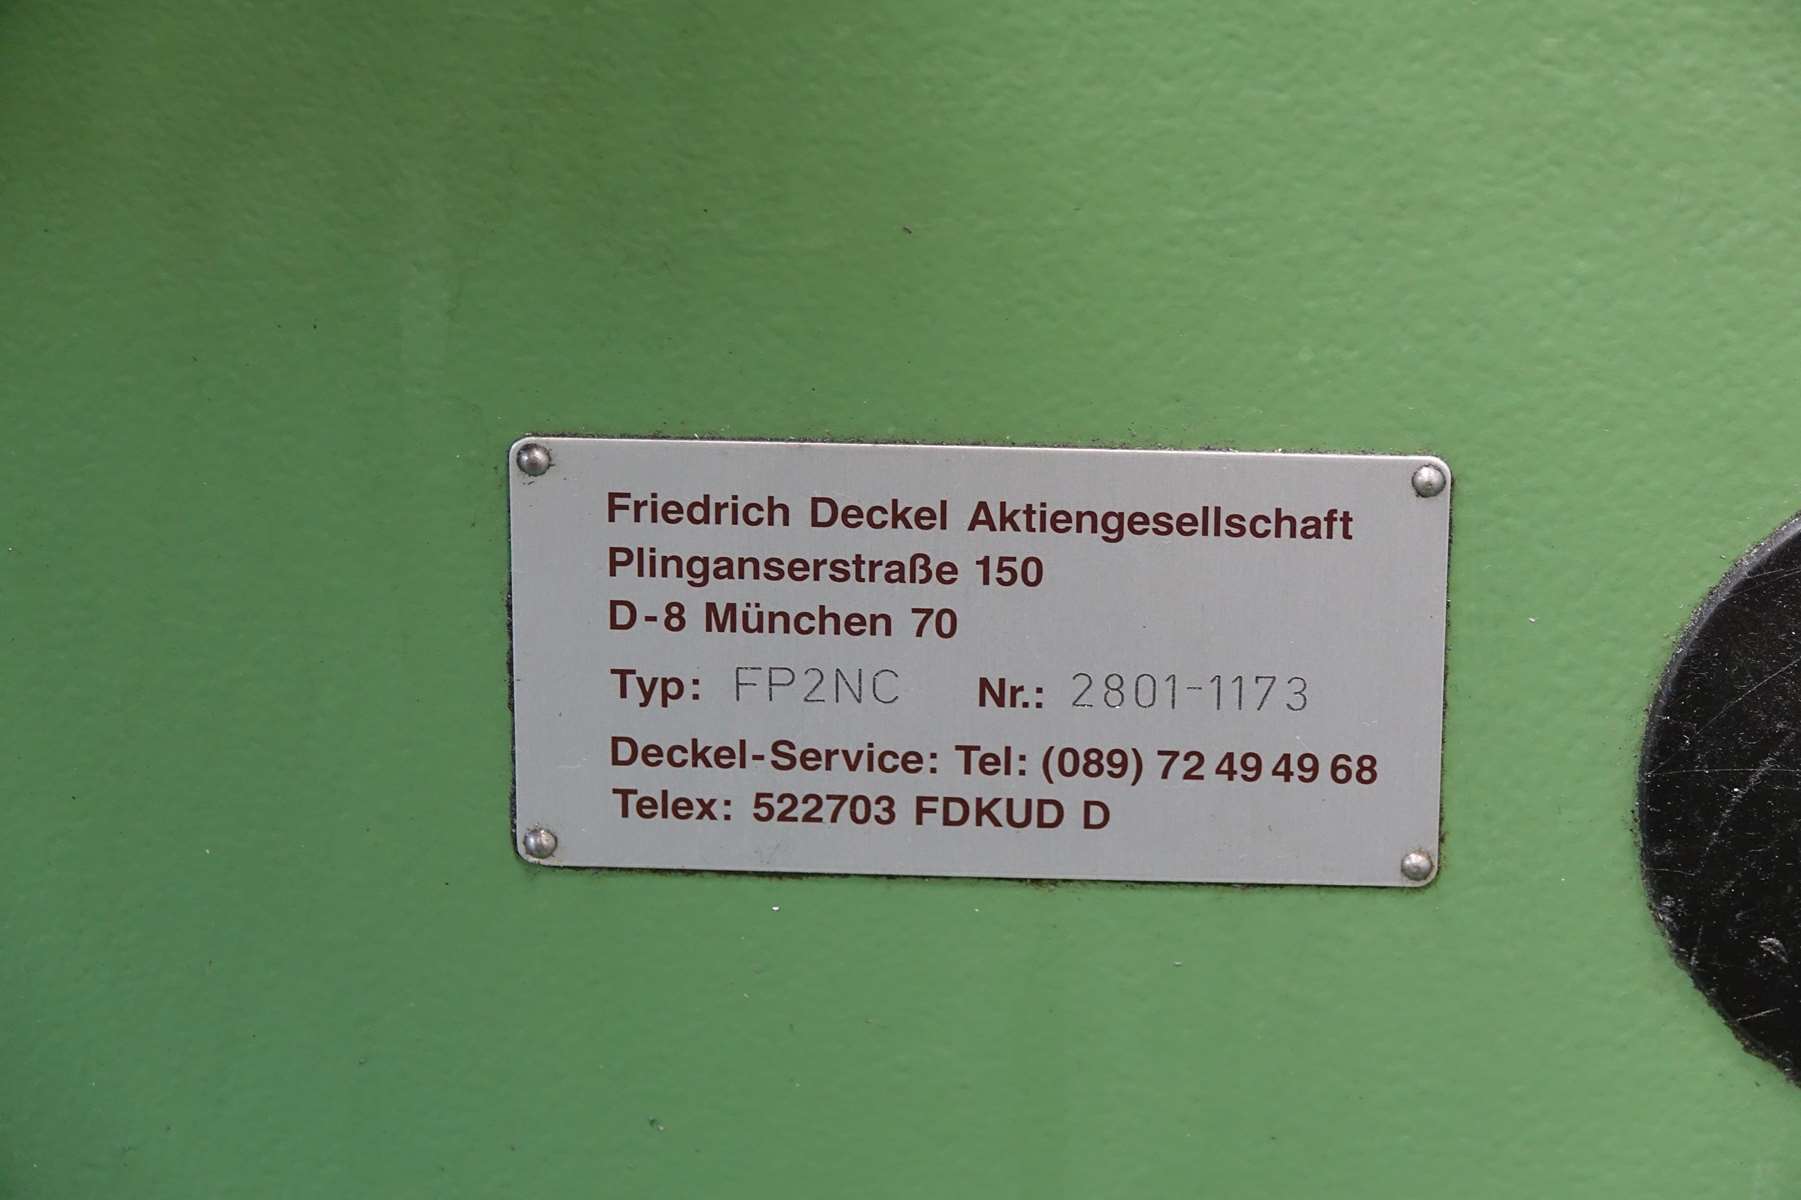 Friedrich Deckel Aktiengesellschaft
Plinganserstraße 150
D-8 München 70
Typ: FP2NC Nr.: 2801-1173
Deckel-Service: Tel: (089) 72 49 49 68
Telex: 522703 FDKUD D